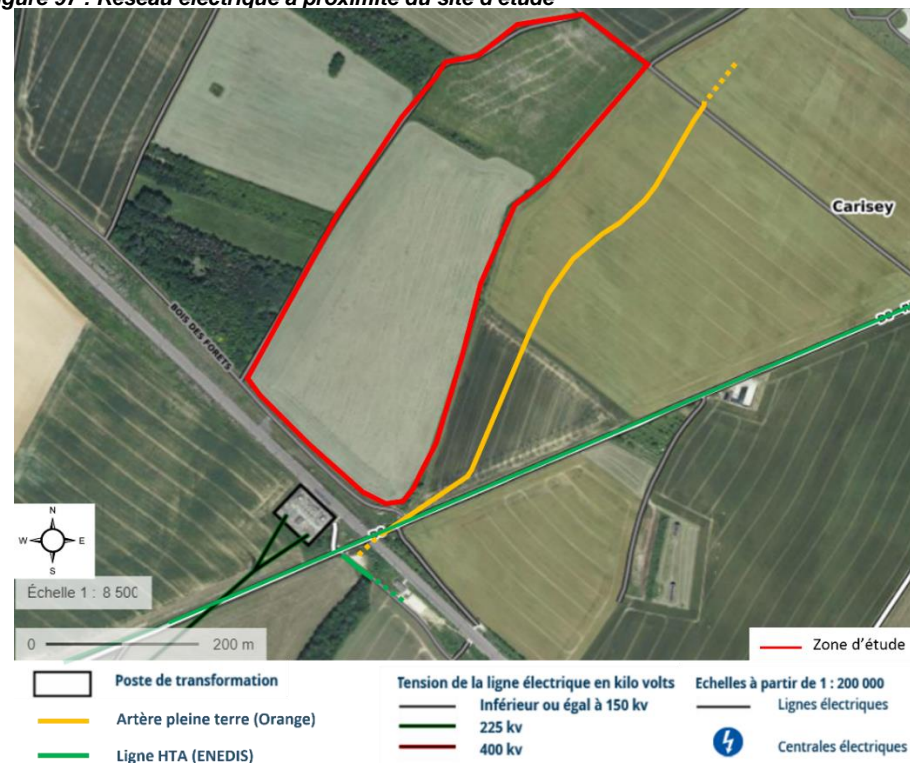 Figure 97 : Réseau électrique à proximité du site d'étude
Carisey
BOIS DES FORETS
N
W
E
S
Échelle 1 : 8 500
0
200 m
Zone d'étude
Poste de transformation
Artère pleine terre (Orange)
Ligne HTA (ENEDIS)
Tension de la ligne électrique en kilo volts
Inférieur ou égal à 150 kv
225 kv
400 kv
Echelles à partir de 1 : 200 000
Lignes électriques
Centrales électriques